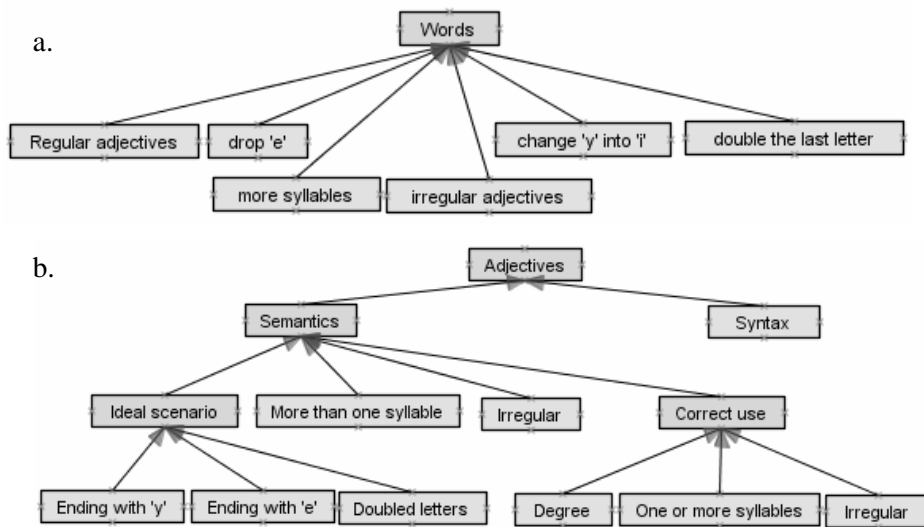 a.
Words
Regular adjectives
drop 'e'
change 'y' into 'i'
double the last letter
more syllables
irregular adjectives
b.
Adjectives
Semantics
Syntax
Ideal scenario
More than one syllable
Irregular
Correct use
Ending with 'y'
Ending with 'e'
Doubled letters
Degree
One or more syllables
Irregular